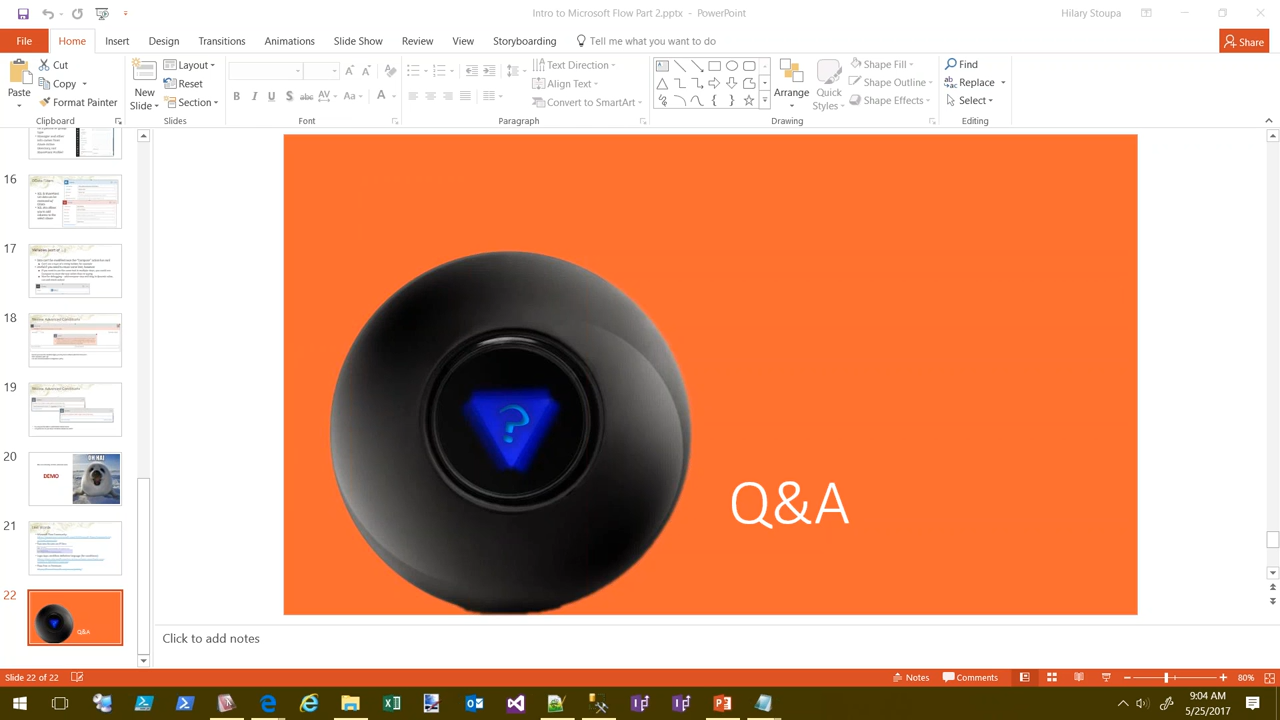 Intro to Microsoft Flow Part 2.pptx - PowerPoint
Hilary Stoupa
File Home Insert Design Transitions Animations Slide Show Review View Storyboarding Tell me what you want to do Share
Paste
Cut
Copy
Format Painter
Clipboard
New Slide
Layout
Reset
Section
Slides
B I U S abc AV Aa A
Font
Text Direction
Align Text
Convert to SmartArt
Paragraph
Arrange
Quick Styles
Shape Fill
Shape Outline
Shape Effects
Drawing
Find
Replace
Select
Editing
16
17
18
19
20
OH HAI
DEMO
21
22
Q&A
?
Q&A
Click to add notes
Slide 22 of 22 Notes Comments 80%
9:04 AM
5/25/2017